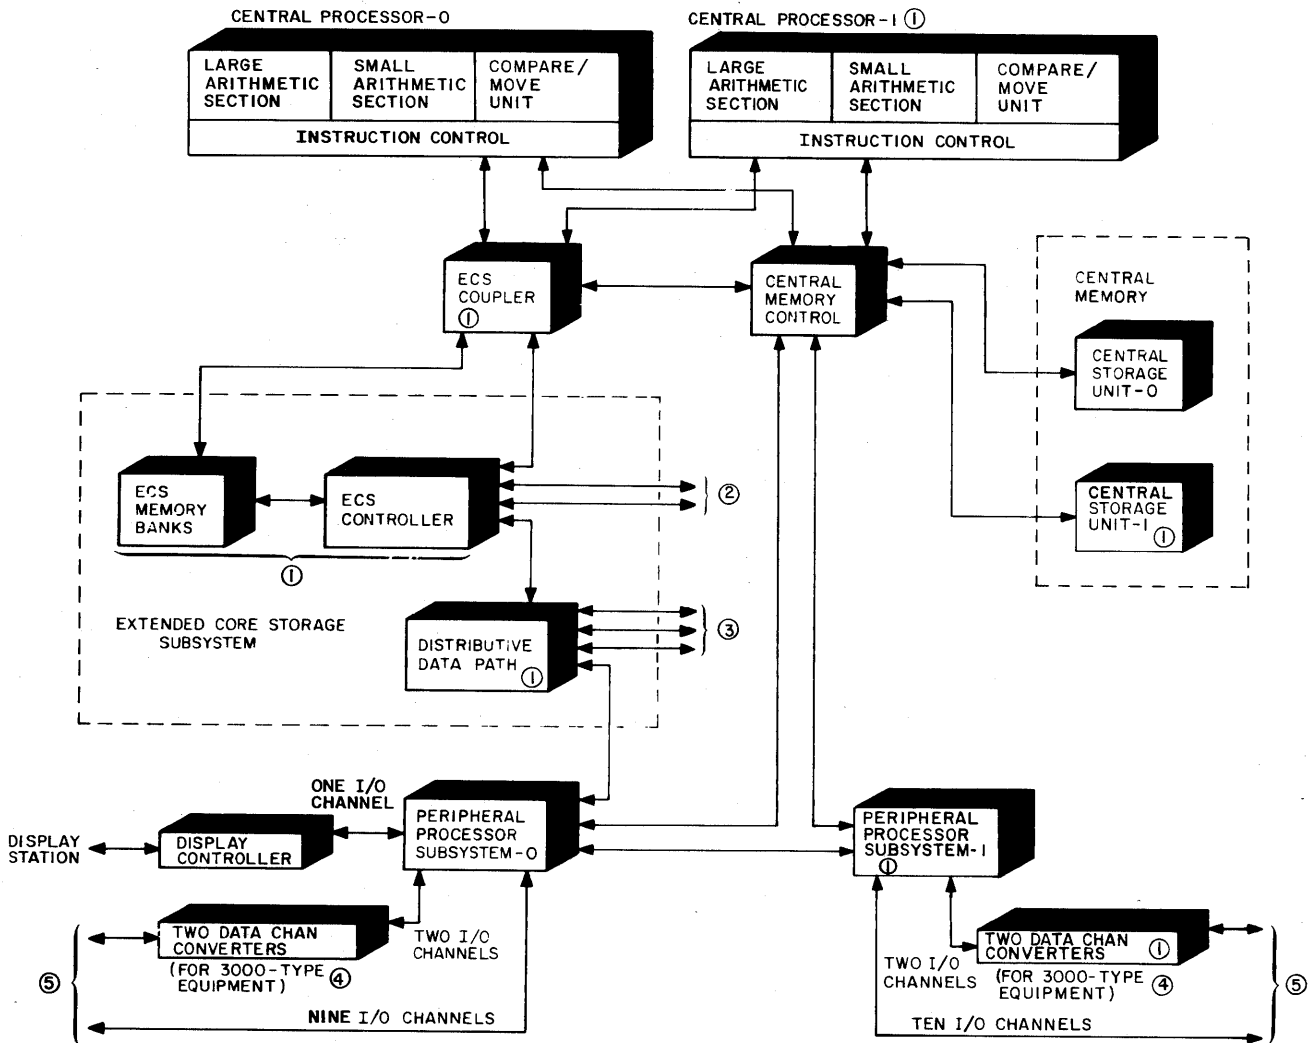 CENTRAL PROCESSOR-0
LARGE
ARITHMETIC
SECTION
SMALL
ARITHMETIC
SECTION
COMPARE/
MOVE
UNIT
INSTRUCTION CONTROL
CENTRAL PROCESSOR-1 ①
LARGE
ARITHMETIC
SECTION
SMALL
ARITHMETIC
SECTION
COMPARE/
MOVE
UNIT
INSTRUCTION CONTROL
ECS
COUPLER
①
CENTRAL
MEMORY
CONTROL
CENTRAL
MEMORY
CENTRAL
STORAGE
UNIT-0
CENTRAL
STORAGE
UNIT-1 ①
ECS
MEMORY
BANKS
ECS
CONTROLLER
②
①
EXTENDED CORE STORAGE
SUBSYSTEM
DISTRIBUTIVE
DATA PATH ①
③
ONE I/O
CHANNEL
DISPLAY
STATION
DISPLAY
CONTROLLER
PERIPHERAL
PROCESSOR
SUBSYSTEM-0
PERIPHERAL
PROCESSOR
SUBSYSTEM-1
①
TWO DATA CHAN
CONVERTERS
(FOR 3000-TYPE ④
EQUIPMENT)
TWO I/O
CHANNELS
⑤
NINE I/O CHANNELS
TWO I/O
CHANNELS
TWO DATA CHAN
CONVERTERS ①
(FOR 3000-TYPE ④
EQUIPMENT)
⑤
TEN I/O CHANNELS